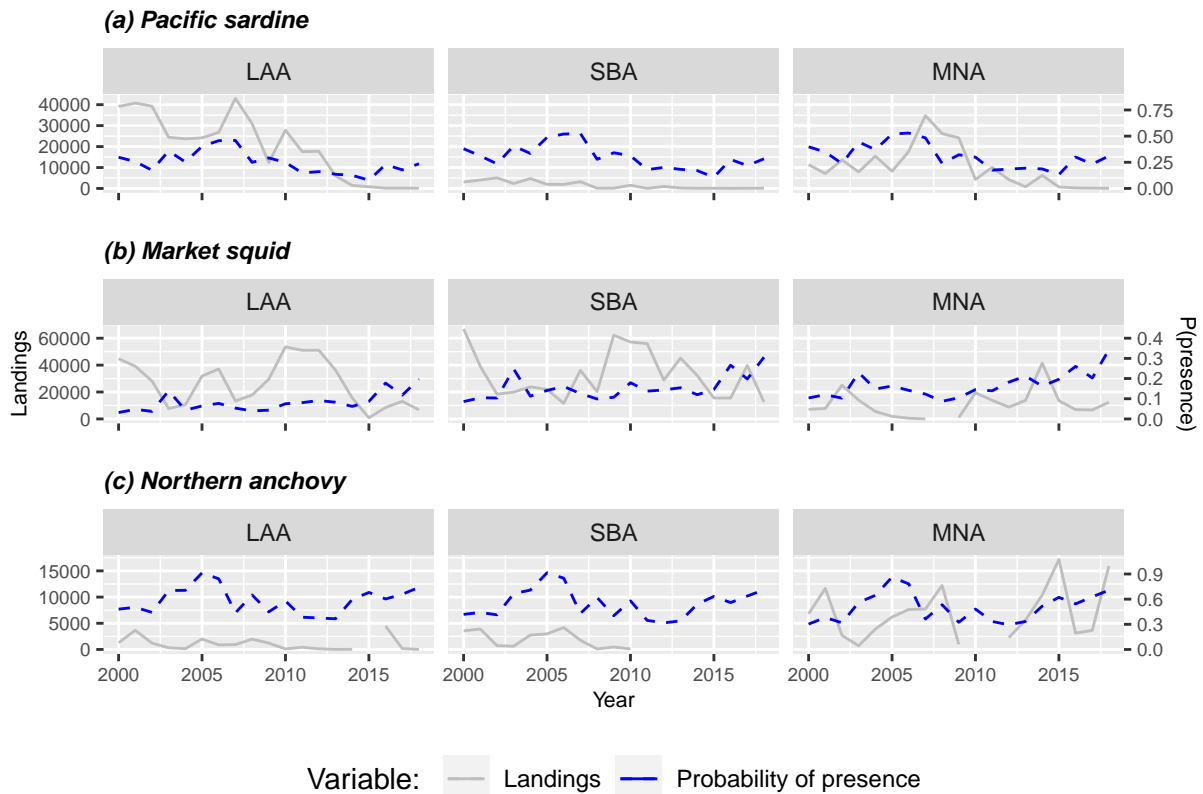 (a) Pacific sardine
LAA SBA MNA
40000
30000
20000
10000
0
0.75
0.50
0.25
0.00
(b) Market squid
LAA SBA MNA
60000
40000
20000
0
0.4
0.3
0.2
0.1
0.0
Landings
P(presence)
(c) Northern anchovy
LAA SBA MNA
15000
10000
5000
0
0.9
0.6
0.3
0.0
2000 2005 2010 2015 2000 2005 2010 2015 2000 2005 2010 2015
Year
Variable: Landings Probability of presence